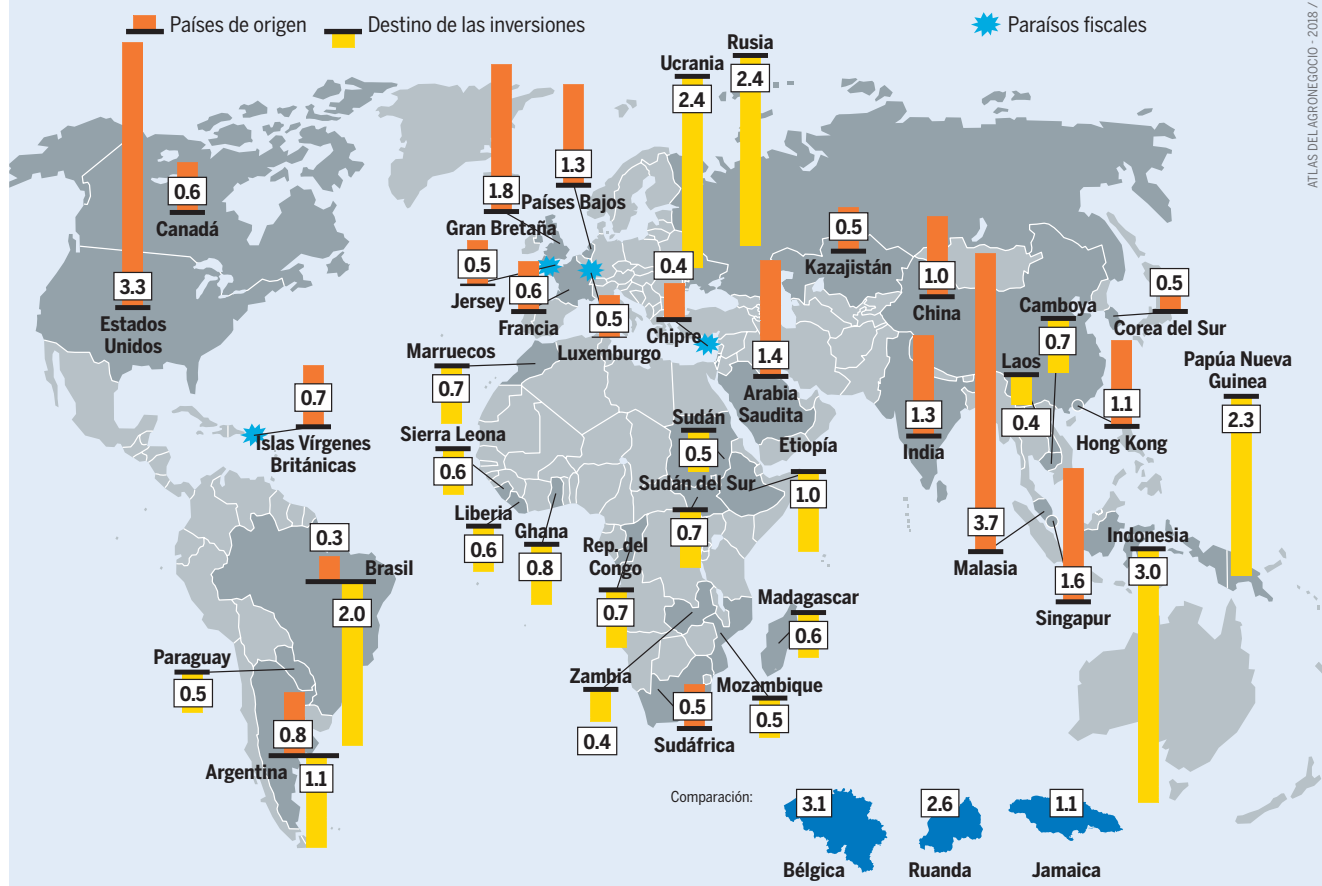 Países de origen
Destino de las inversiones
Paraísos fiscales
ATLAS DEL AGRONEGOCIO - 2018 /
3.3
Estados
Unidos
0.6
Canadá
1.8
Gran Bretaña
1.3
Países Bajos
Ucrania
2.4
Rusia
2.4
0.5
Jersey
0.6
Francia
0.5
Luxemburgo
0.4
Chipre
1.4
Arabia
Saudita
0.5
Kazajistán
1.0
China
Camboya
0.7
0.5
Corea del Sur
Laos
0.4
1.1
Hong Kong
Papúa Nueva
Guinea
2.3
1.3
India
3.7
Malasia
1.6
Singapur
Indonesia
3.0
0.7
Islas Vírgenes
Británicas
Marruecos
0.7
Sierra Leona
0.6
Liberia
0.6
Ghana
0.8
Sudán
0.5
Sudán del Sur
0.7
Etiopía
1.0
Rep. del
Congo
0.7
Madagascar
0.6
Zambia
0.4
0.5
Sudáfrica
Mozambique
0.5
0.3
Brasil
2.0
Paraguay
0.5
0.8
Argentina
1.1
Comparación:
3.1
Bélgica
2.6
Ruanda
1.1
Jamaica